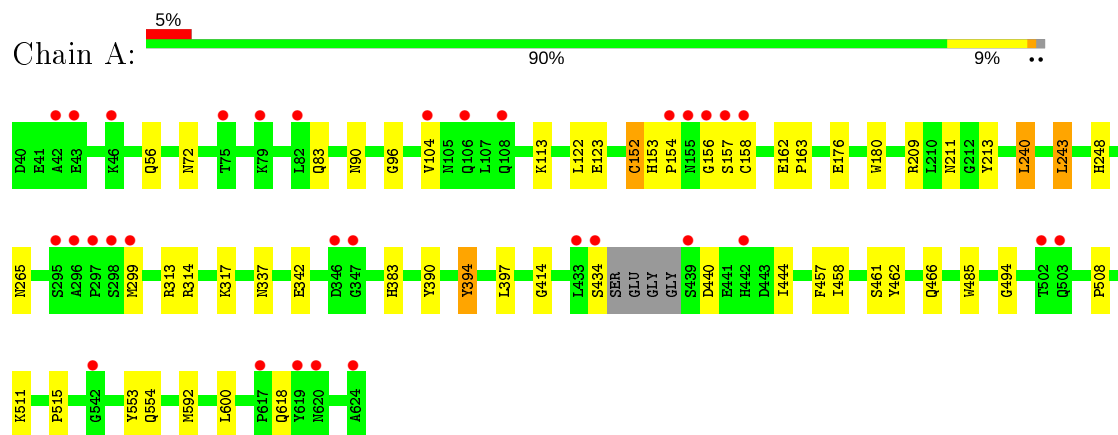 5%
Chain A:
90% 9% ••
D40 E41 A42 E43 K46 Q56 N72 T75 K79 L82 Q83 N90 G96 V104 N105 Q106 L107 Q108 K113 L122 E123 C152 H153 P154 N155 G156 S157 C158 E162 P163 E176 W180 R209 L210 N211 G212 Y213 L240 L243 H248
N265 S295 A296 P297 S298 M299 R313 R314 K317 N337 E342 D346 G347 H383 Y390 Y394 L397 G414 L433 S434 SER GLU GLY GLY S439 D440 E441 H442 D443 I444 F457 I458 S461 Y462 Q466 W485 G494 T502 Q503 P508
K511 P515 G542 Y553 Q554 M592 L600 P617 Q618 Y619 N620 A624